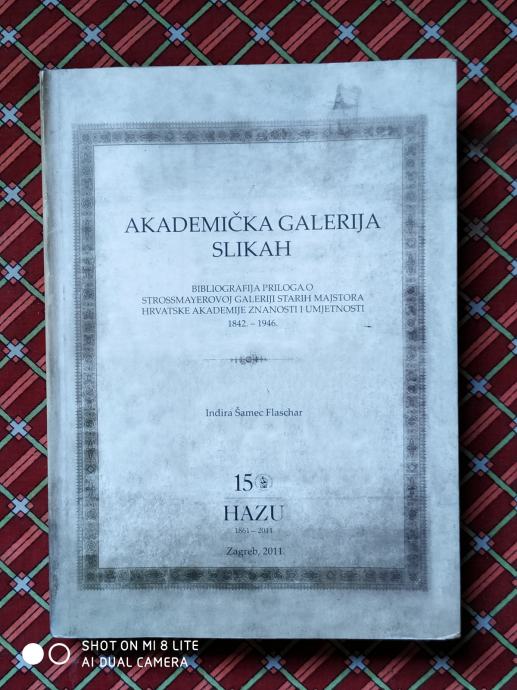 AKADEMIČKA GALERIJA
SLIKAH
BIBLIOGRAFIJA PRILOGA O
STROSSMAYEROVOJ GALERIJI STARIH MAJSTORA
HRVATSKE AKADEMIJE ZNANOSTI I UMJETNOSTI
1842. – 1946.
Indira Šamec Flaschar
150
HAZU
1861 – 2011
Zagreb, 2011.
SHOT ON MI 8 LITE
AI DUAL CAMERA